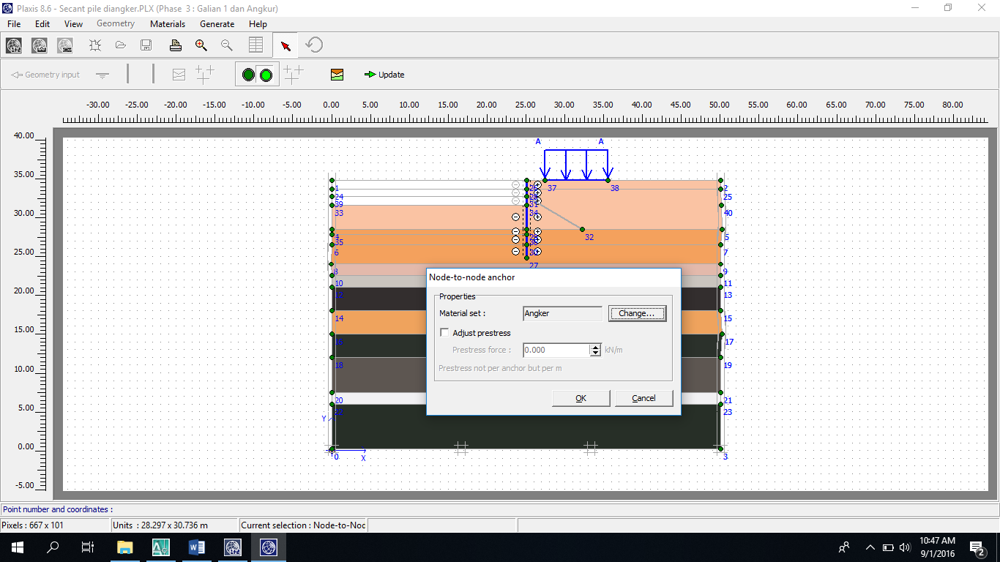 Plaxis 8.6 - Secant pile diangker.PLX (Phase 3 : Galian 1 dan Angkur)
File Edit View Geometry Materials Generate Help
Geometry input Update
-30.00 -25.00 -20.00 -15.00 -10.00 -5.00 0.00 5.00 10.00 15.00 20.00 25.00 30.00 35.00 40.00 45.00 50.00 55.00 60.00 65.00 70.00 75.00 80.00
40.00
A A
35.00
1 37 38 2
24 25
39 31
33 40
30.00
32 5
35
6 7
25.00
27
8 9
10 11
20.00
12 13
14 15
15.00
16 17
18 19
10.00
20 21
5.00
22 23
Y
0.00
0 X 3
-5.00
Node-to-node anchor
Properties
Material set :
Angker
Change...
Adjust prestress
Prestress force :
0.000
kN/m
Prestress not per anchor but per m
OK
Cancel
Point number and coordinates :
Pixels : 667 x 101
Units : 28.297 x 30.736 m
Current selection : Node-to-Noc
10:47 AM
9/1/2016
2